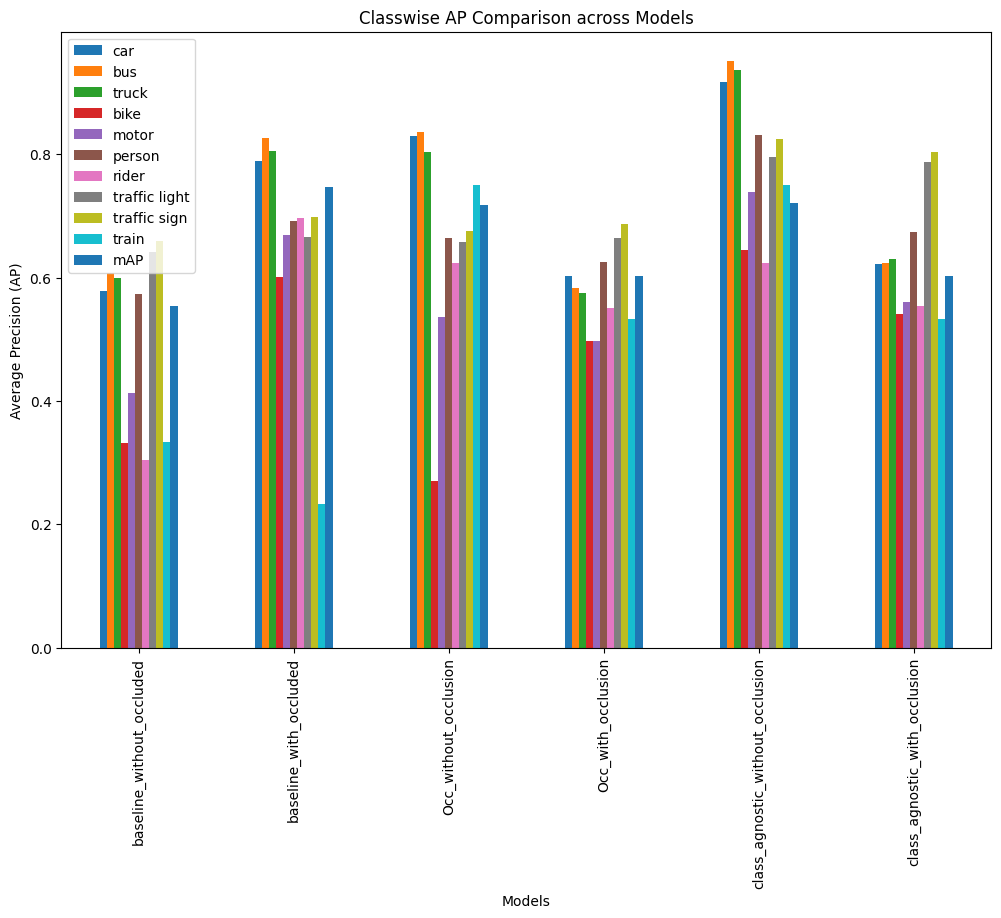 Classwise AP Comparison across Models
car
bus
truck
bike
motor
person
rider
traffic light
traffic sign
train
mAP
Average Precision (AP)
0.8
0.6
0.4
0.2
0.0
baseline_without_occluded
baseline_with_occluded
Occ_without_occlusion
Occ_with_occlusion
class_agnostic_without_occlusion
class_agnostic_with_occlusion
Models